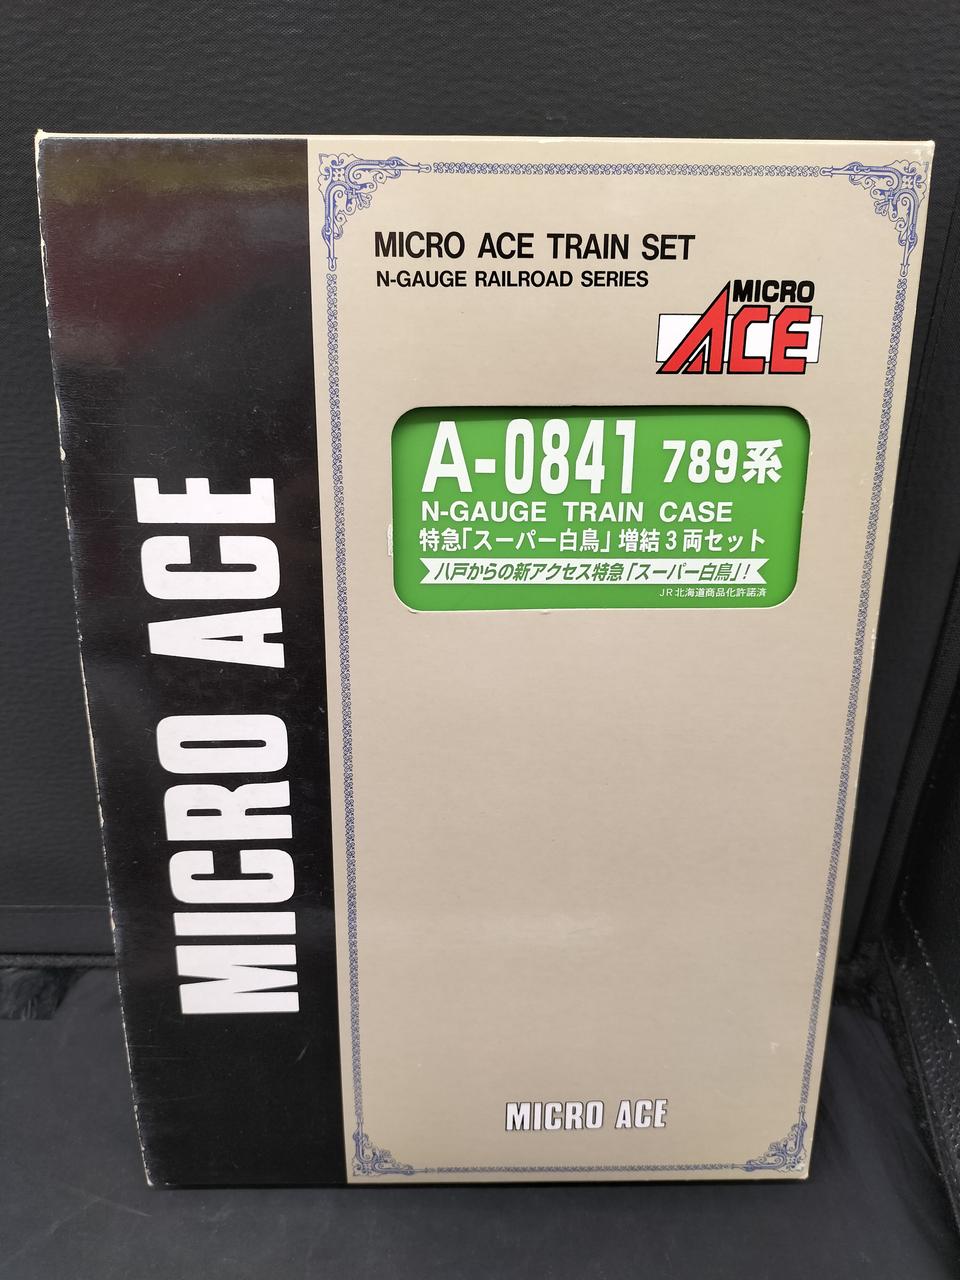 MICRO ACE
MICRO ACE TRAIN SET
N-GAUGE RAILROAD SERIES
MICRO
ACE
A-0841 789系
N-GAUGE TRAIN CASE
特急「スーパー白鳥」増結3両セット
八戸からの新アクセス特急「スーパー白鳥」!
JR北海道商品化許諾済
MICRO ACE